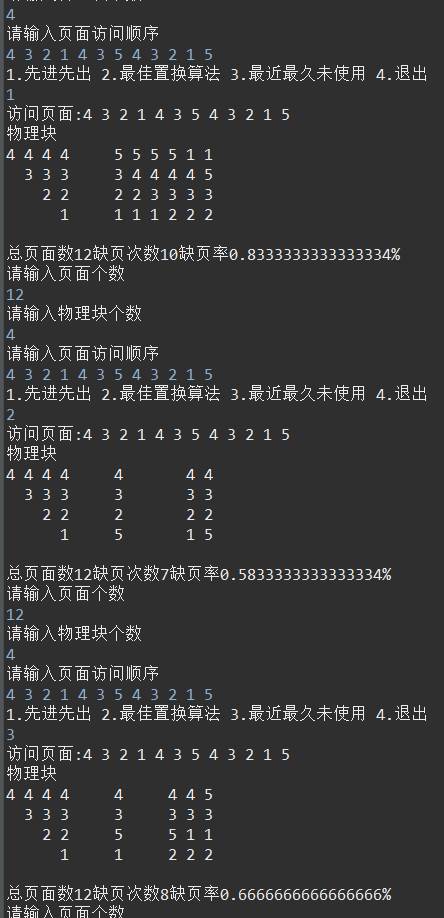 4
请输入页面访问顺序
4 3 2 1 4 3 5 4 3 2 1 5
1.先进先出 2.最佳置换算法 3.最近最久未使用 4.退出
1
访问页面:4 3 2 1 4 3 5 4 3 2 1 5
物理块
4 4 4 4     5 5 5 5 1 1
  3 3 3     3 4 4 4 4 5
    2 2     2 2 3 3 3 3
      1     1 1 1 2 2 2
总页面数12缺页次数10缺页率0.8333333333333334%
请输入页面个数
12
请输入物理块个数
4
请输入页面访问顺序
4 3 2 1 4 3 5 4 3 2 1 5
1.先进先出 2.最佳置换算法 3.最近最久未使用 4.退出
2
访问页面:4 3 2 1 4 3 5 4 3 2 1 5
物理块
4 4 4 4     4       4 4
  3 3 3     3       3 3
    2 2     2       2 2
      1     5       1 5
总页面数12缺页次数7缺页率0.5833333333333334%
请输入页面个数
12
请输入物理块个数
4
请输入页面访问顺序
4 3 2 1 4 3 5 4 3 2 1 5
1.先进先出 2.最佳置换算法 3.最近最久未使用 4.退出
3
访问页面:4 3 2 1 4 3 5 4 3 2 1 5
物理块
4 4 4 4     4     4 4 5
  3 3 3     3     3 3 3
    2 2     5     5 1 1
      1     1     2 2 2
总页面数12缺页次数8缺页率0.6666666666666666%
请输入页面个数